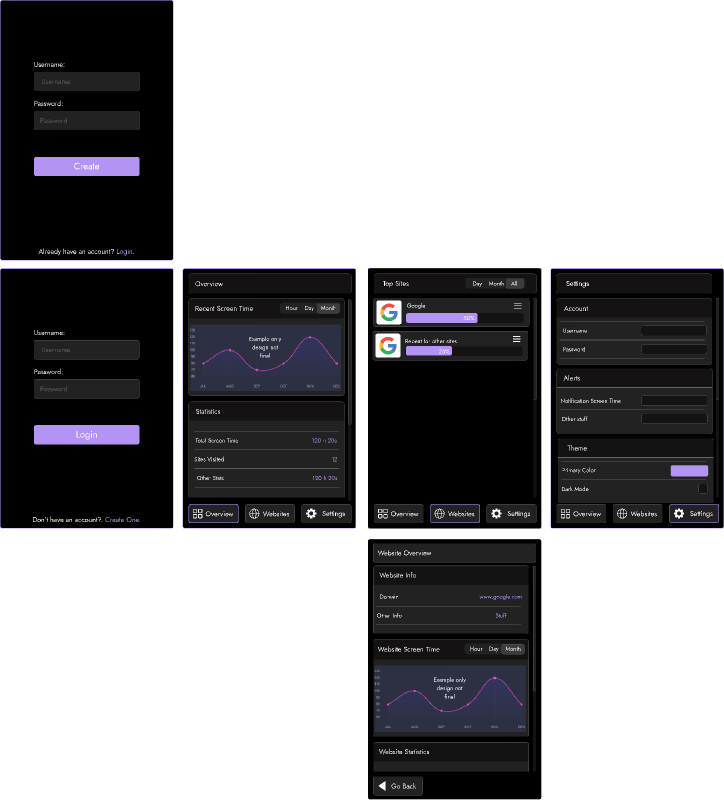 Username:
Username
Password:
Password
Create
Already have an account? Login.
Username:
Username
Password:
Password
Login
Don't have an account? Create One.
Overview
Recent Screen Time
Hour Day Month
Example only
design not
final
JUL AUG SEP OCT NOV DEC
Statistics
Total Screen Time 120 h 20s
Sites Visited 12
Other Stats 120 h 20s
Overview Websites Settings
Top Sites
Day Month All
Google
50%
Repeat for other sites
20%
Overview Websites Settings
Settings
Account
Username
Password
Alerts
Notification Screen Time
Other stuff
Theme
Primary Color
Dark Mode
Overview Websites Settings
Website Overview
Website Info
Domain www.google.com
Other Info Stuff
Website Screen Time
Hour Day Month
Example only
design not
final
JUL AUG SEP OCT NOV DEC
Website Statistics
Go Back